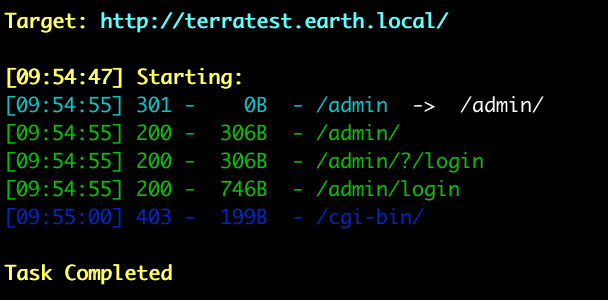 Target: http://terratest.earth.local/
[09:54:47] Starting:
[09:54:55] 301 -    0B  - /admin  ->  /admin/
[09:54:55] 200 -  306B  - /admin/
[09:54:55] 200 -  306B  - /admin/?/login
[09:54:55] 200 -  746B  - /admin/login
[09:55:00] 403 -  199B  - /cgi-bin/
Task Completed